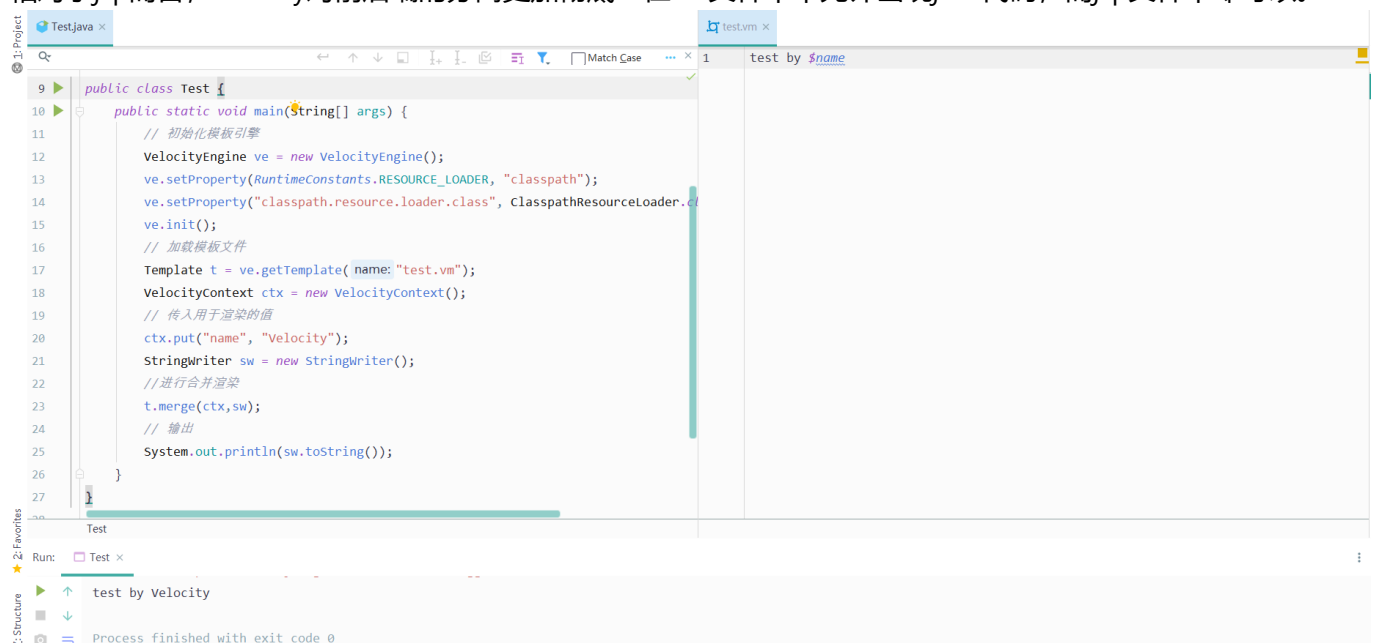 1: Project
Test.java ×
test.vm ×
Match Case
1 test by $name
9 public class Test {
10 public static void main(String[] args) {
11 // 初始化模板引擎
12 VelocityEngine ve = new VelocityEngine();
13 ve.setProperty(RuntimeConstants.RESOURCE_LOADER, "classpath");
14 ve.setProperty("classpath.resource.loader.class", ClasspathResourceLoader.cl
15 ve.init();
16 // 加载模板文件
17 Template t = ve.getTemplate( name: "test.vm");
18 VelocityContext ctx = new VelocityContext();
19 // 传入用于渲染的值
20 ctx.put("name", "Velocity");
21 StringWriter sw = new StringWriter();
22 //进行合并渲染
23 t.merge(ctx,sw);
24 // 输出
25 System.out.println(sw.toString());
26 }
27 }
Test
2: Favorites
Run: Test ×
test by Velocity
Structure
Process finished with exit code 0